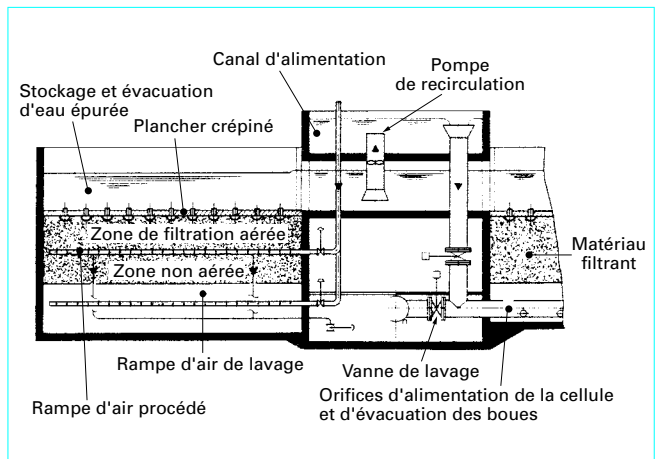 Canal d'alimentation
Pompe
de recirculation
Stockage et évacuation
d'eau épurée
Plancher crépiné
Zone de filtration aérée
Zone non aérée
Matériau
filtrant
Rampe d'air de lavage
Vanne de lavage
Rampe d'air procédé
Orifices d'alimentation de la cellule
et d'évacuation des boues